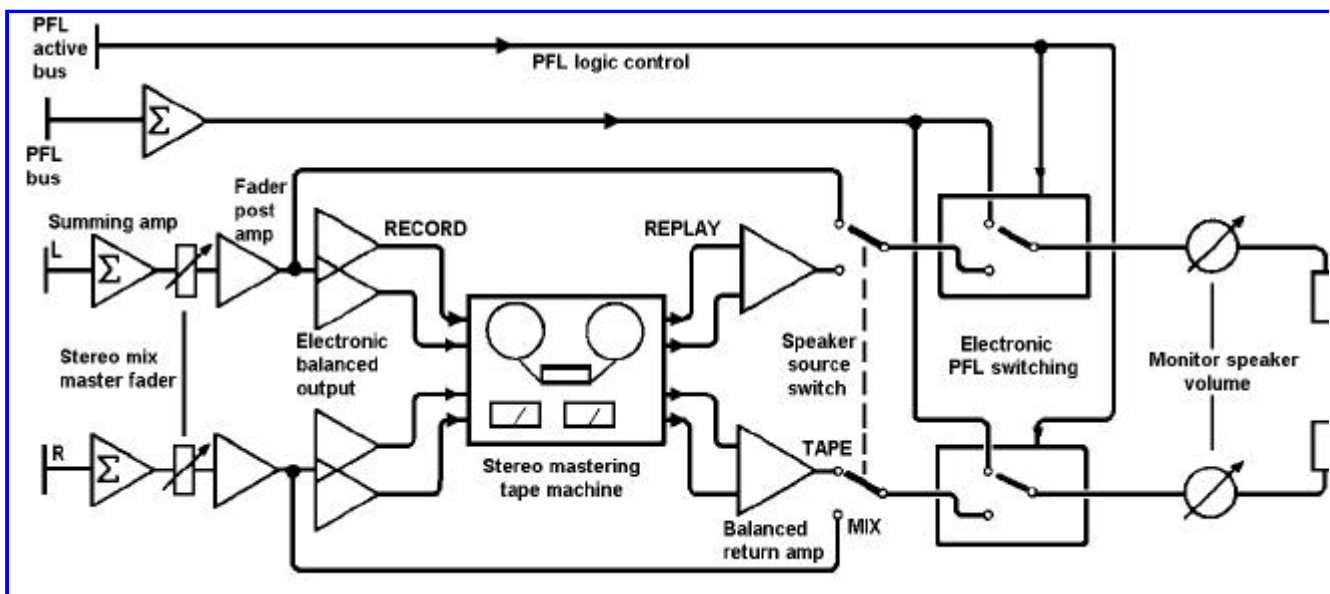 PFL
active
bus
PFL logic control
Σ
PFL
bus
Fader
post
amp
Summing amp
RECORD
REPLAY
L
Σ
Electronic
balanced
output
Speaker
source
switch
Electronic
PFL switching
Monitor speaker
volume
Stereo mix
master fader
R
Σ
Stereo mastering
tape machine
TAPE
MIX
Balanced
return amp